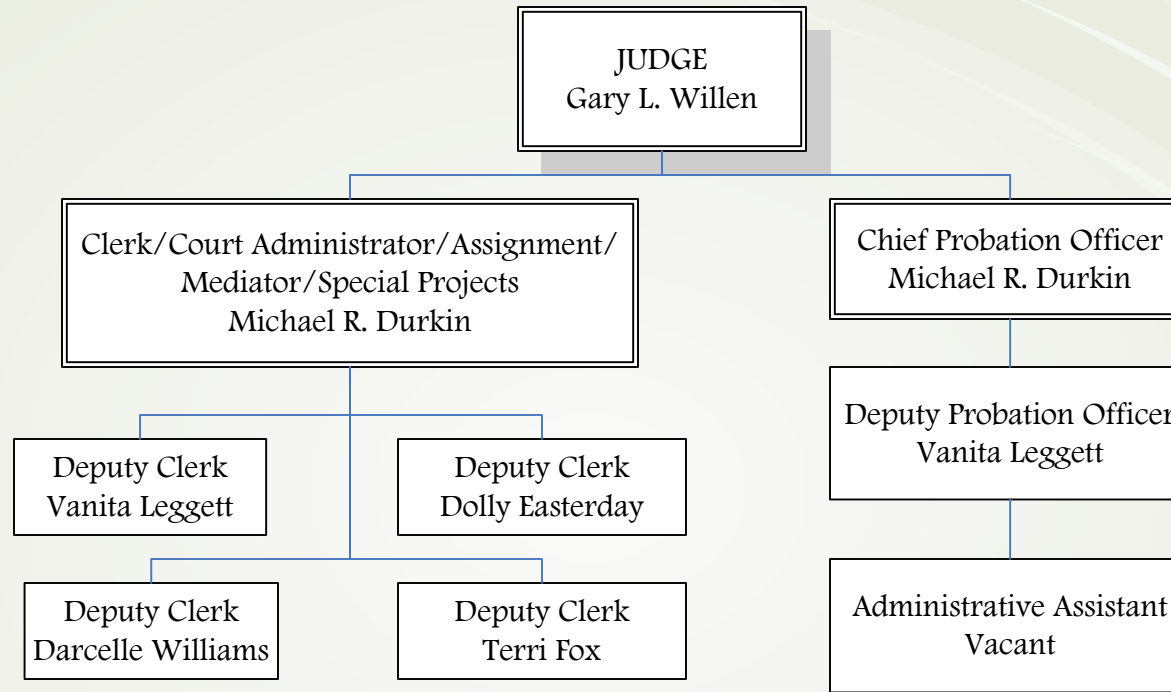 JUDGE
Gary L. Willen
Clerk/Court Administrator/Assignment/
Mediator/Special Projects
Michael R. Durkin
Chief Probation Officer
Michael R. Durkin
Deputy Clerk
Vanita Leggett
Deputy Clerk
Dolly Easterday
Deputy Clerk
Darcelle Williams
Deputy Clerk
Terri Fox
Deputy Probation Officer
Vanita Leggett
Administrative Assistant
Vacant